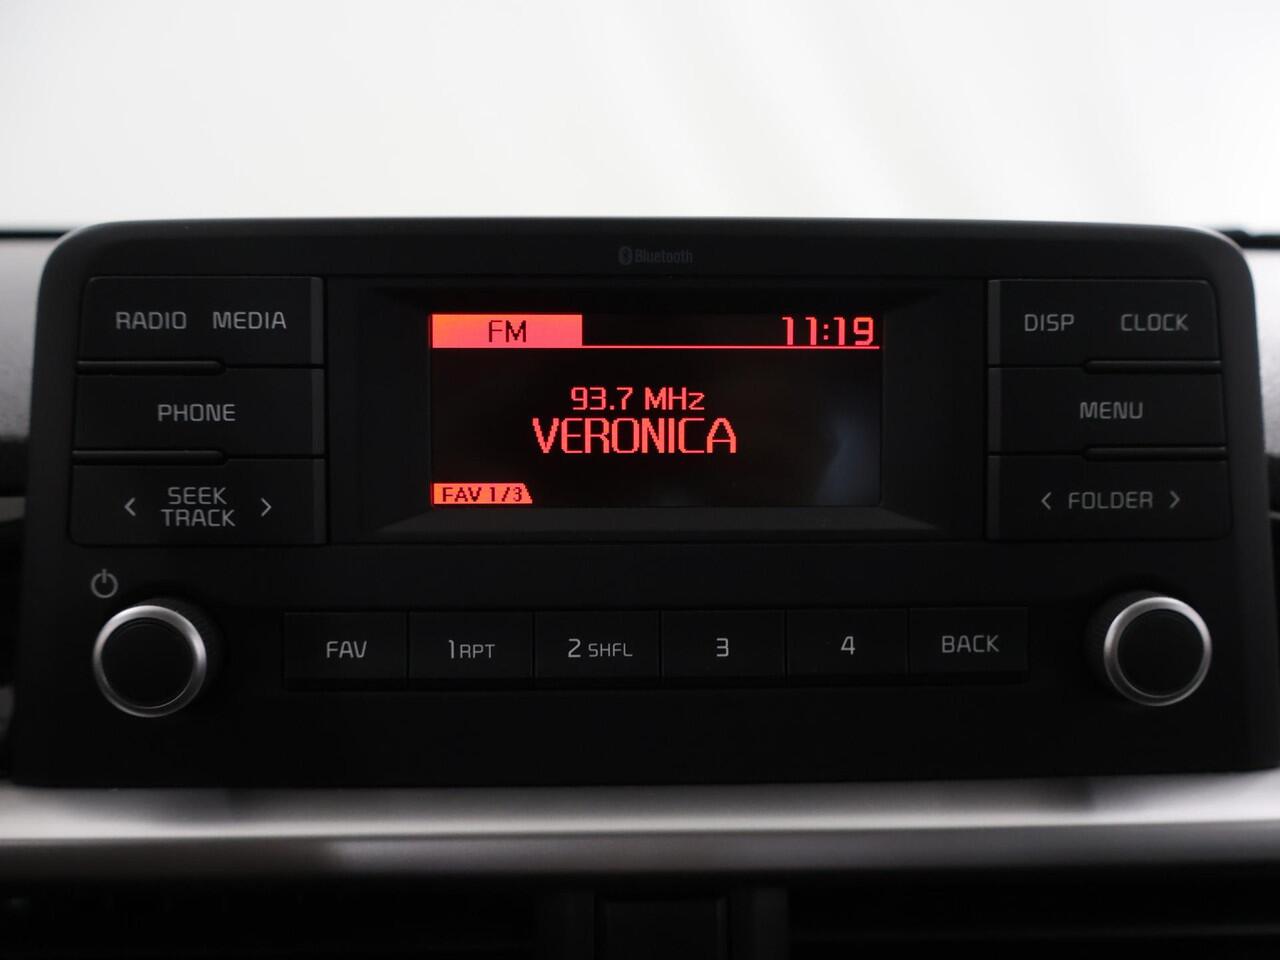 Bluetooth
RADIO MEDIA
PHONE
< SEEK TRACK >
FM 11:19
93.7 MHz
VERONICA
FAV 1/3
DISP CLOCK
MENU
< FOLDER >
FAV 1 RPT 2 SHFL 3 4 BACK